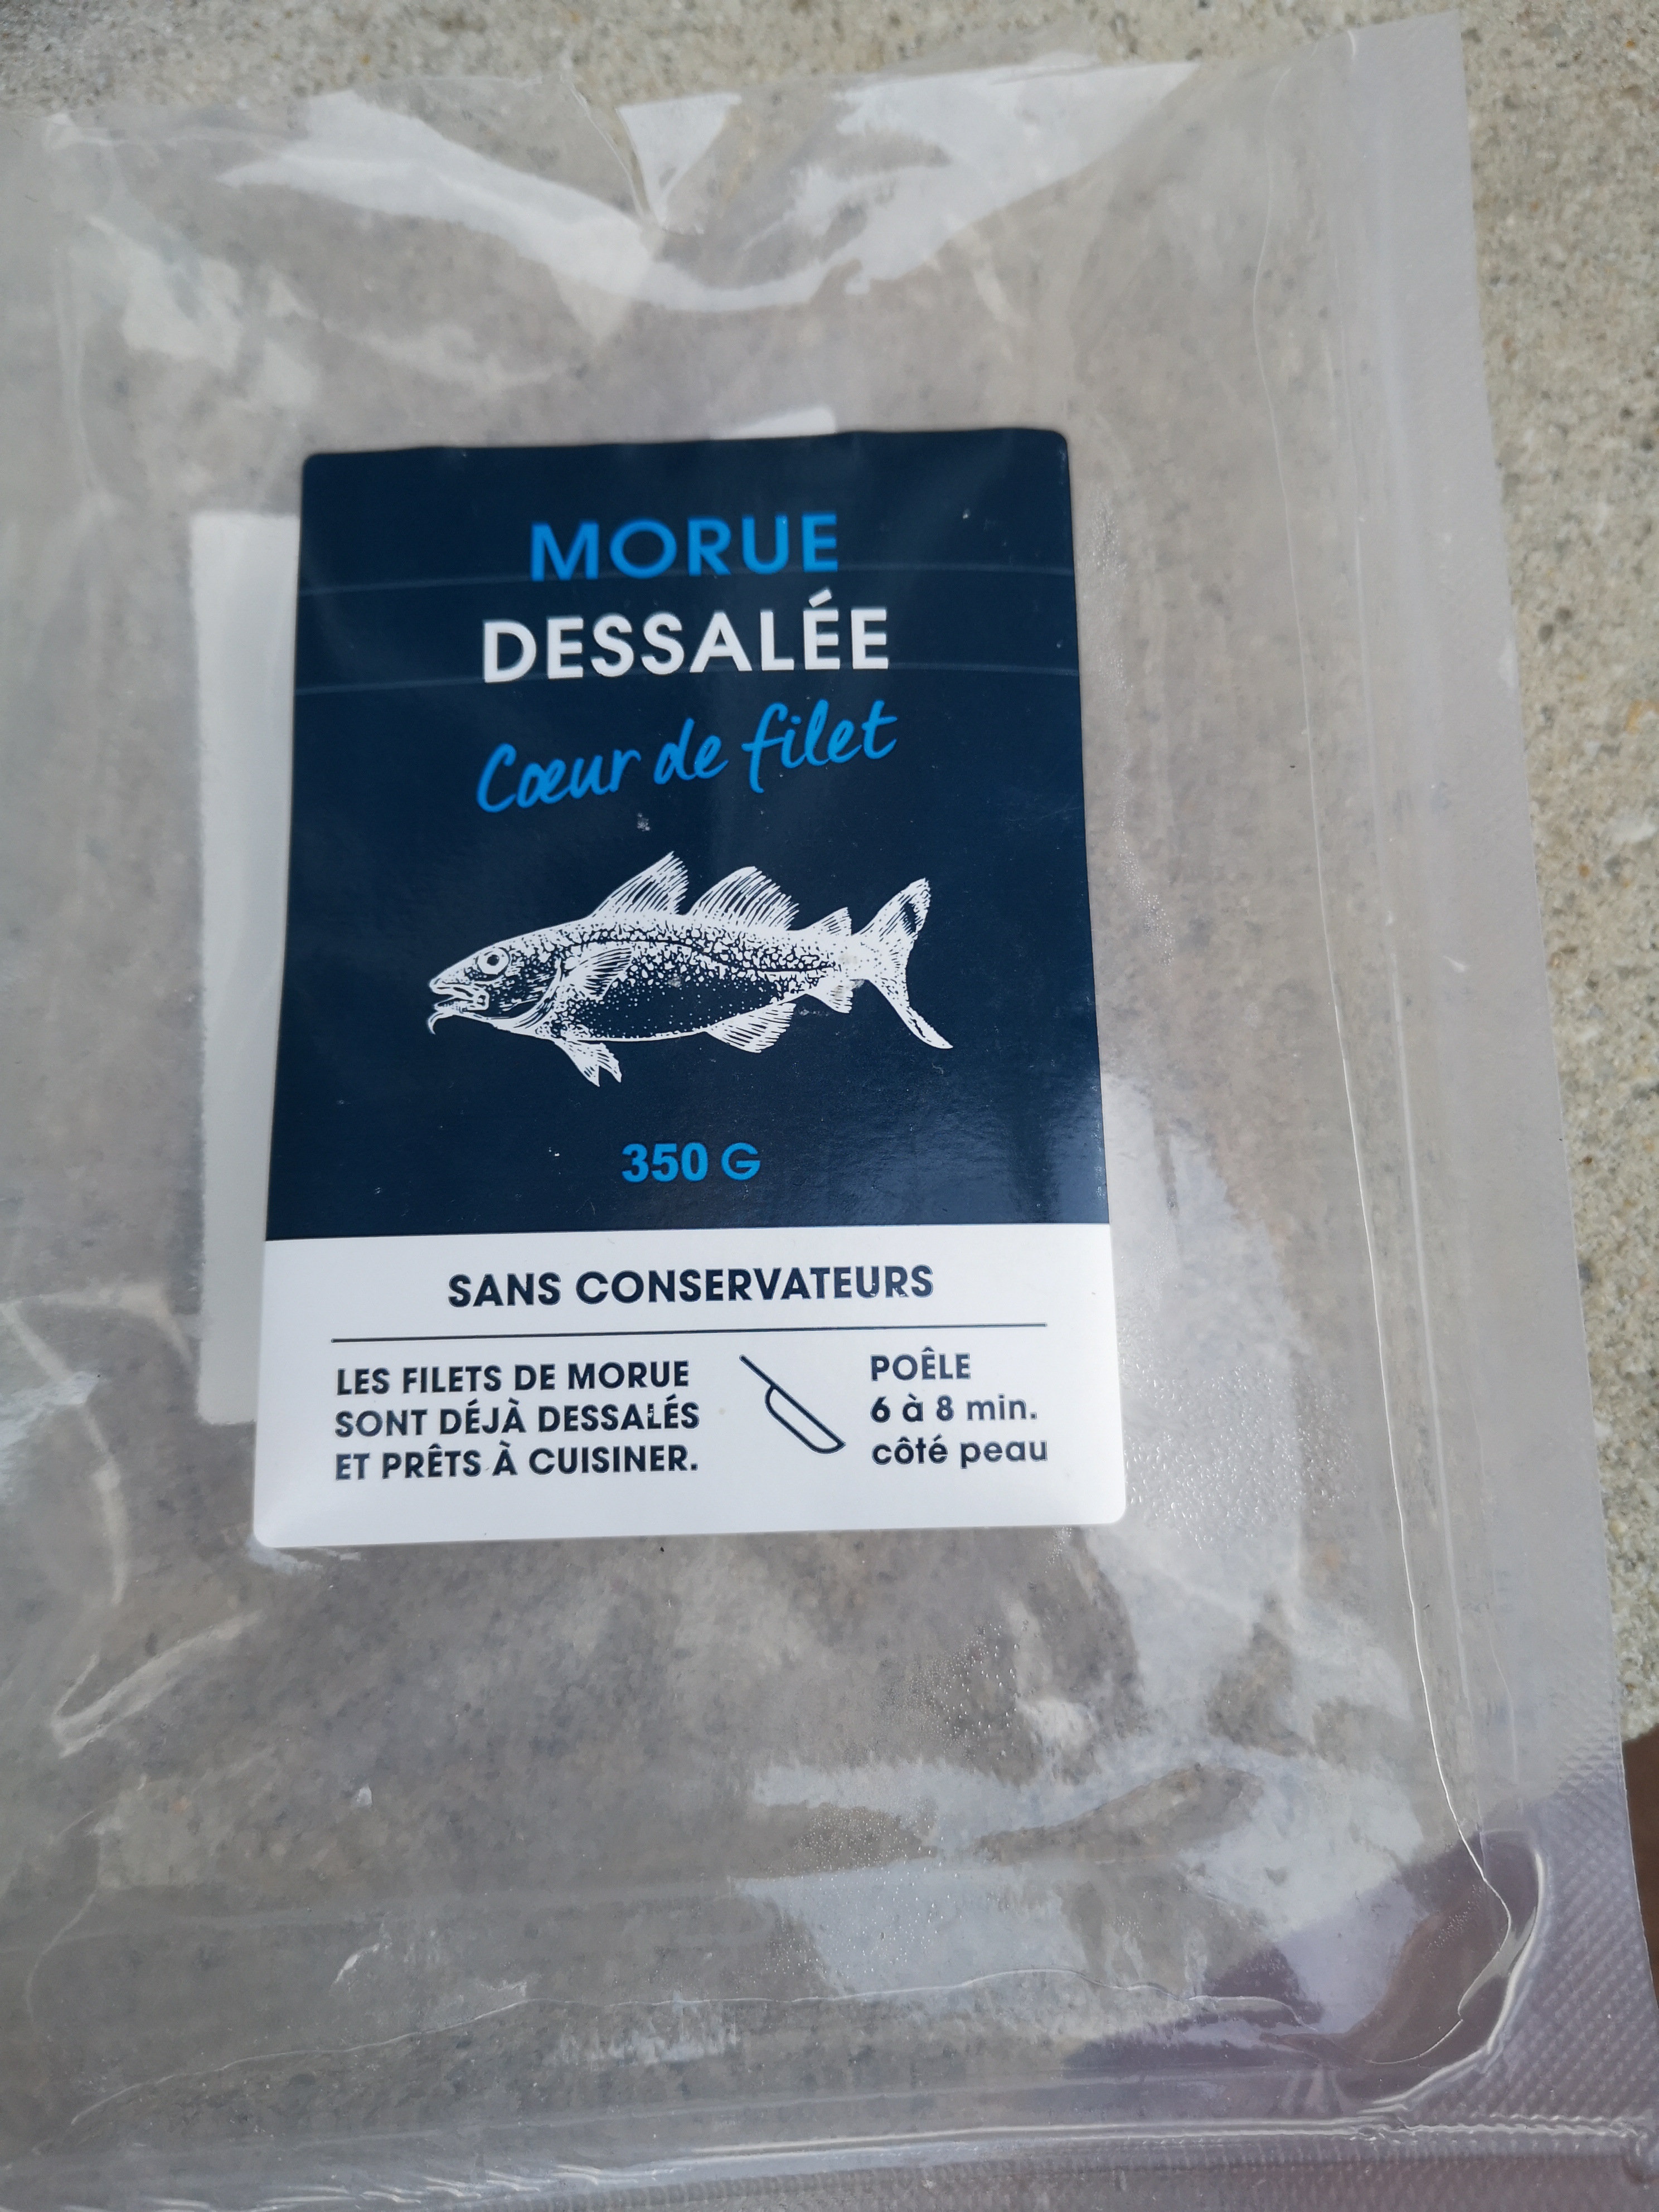 MORUE
DESSALÉE
Cœur de filet
350 G
SANS CONSERVATEURS
LES FILETS DE MORUE
SONT DÉJÀ DESSALÉS
ET PRÊTS À CUISINER.
POÊLE
6 à 8 min.
côté peau